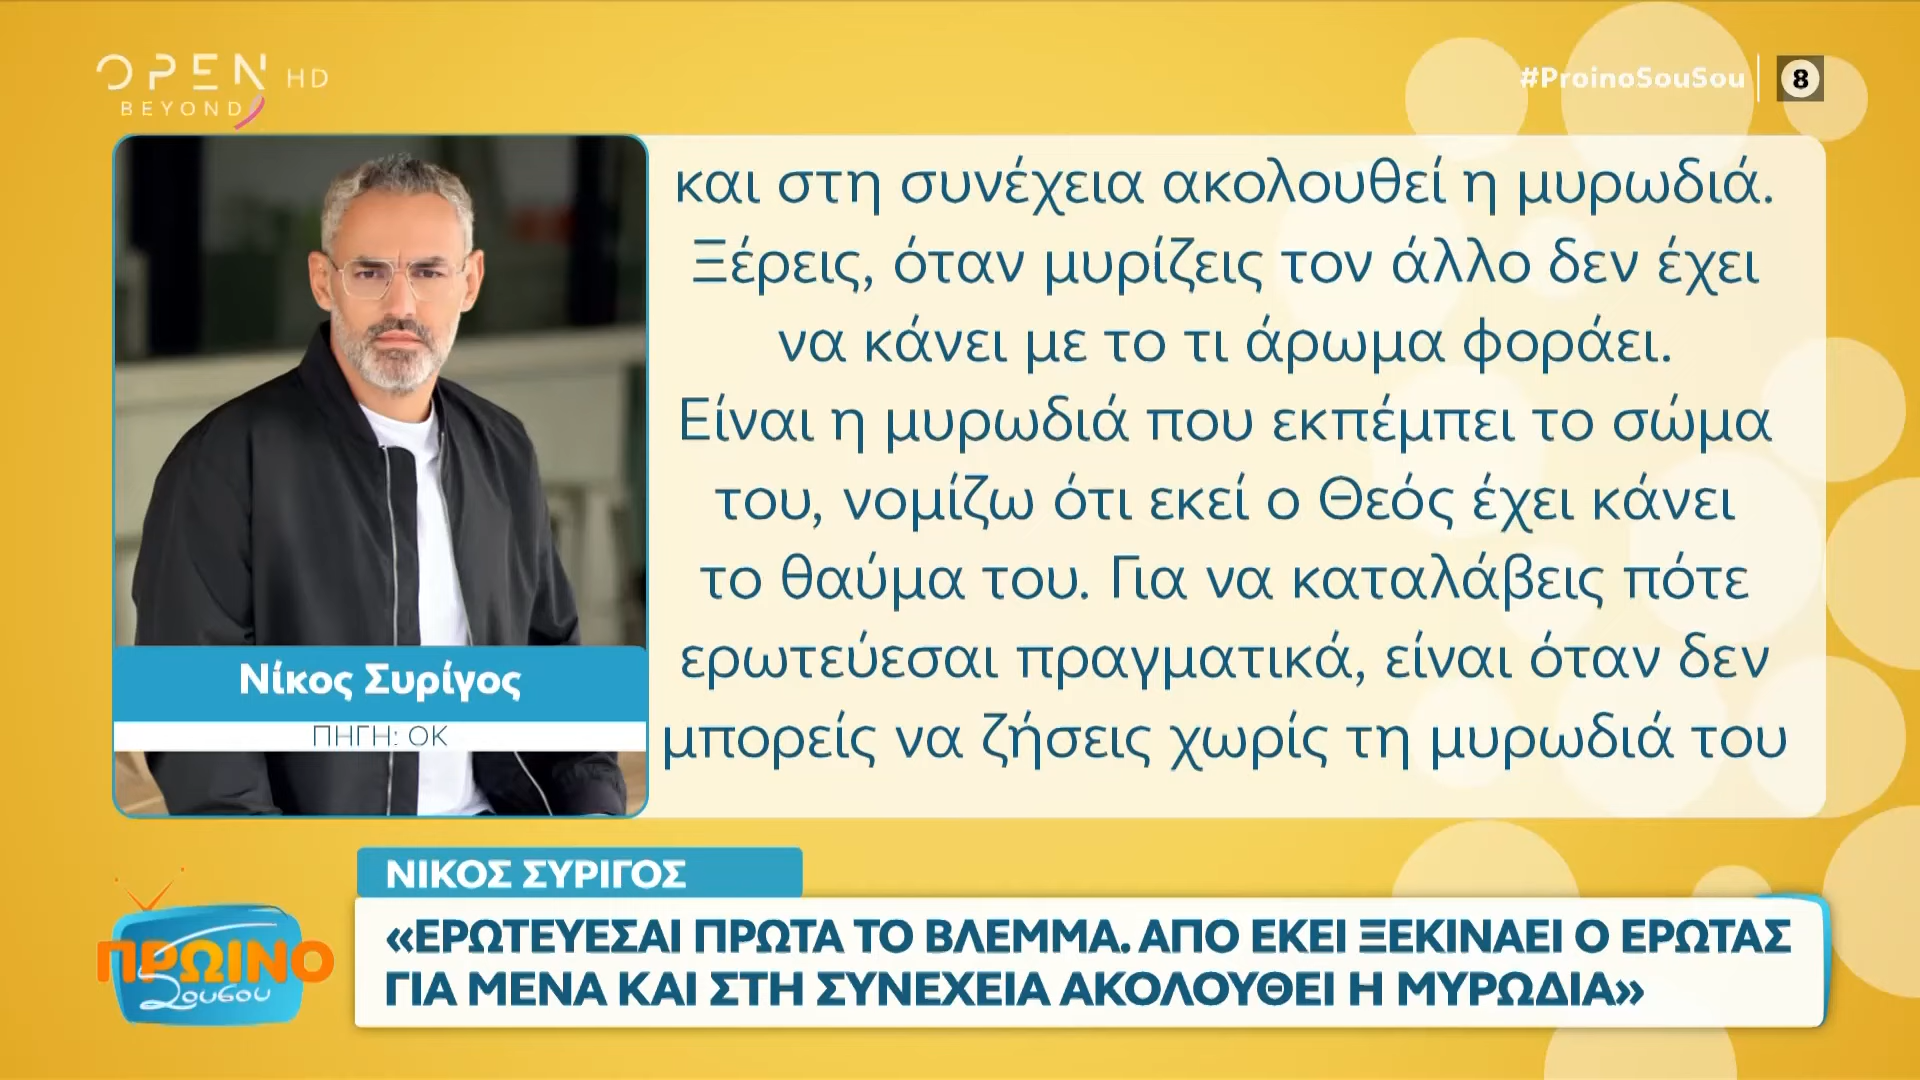 OPEN HD
BEYOND
#ProinoSouSou
8
και στη συνέχεια ακολουθεί η μυρωδιά.
Ξέρεις, όταν μυρίζεις τον άλλο δεν έχει
να κάνει με το τι άρωμα φοράει.
Είναι η μυρωδιά που εκπέμπει το σώμα
του, νομίζω ότι εκεί ο Θεός έχει κάνει
το θαύμα του. Για να καταλάβεις πότε
ερωτεύεσαι πραγματικά, είναι όταν δεν
μπορείς να ζήσεις χωρίς τη μυρωδιά του
Νίκος Συρίγος
ΠΗΓΗ: ΟΚ
ΝΙΚΟΣ ΣΥΡΙΓΟΣ
«ΕΡΩΤΕΥΕΣΑΙ ΠΡΩΤΑ ΤΟ ΒΛΕΜΜΑ. ΑΠΟ ΕΚΕΙ ΞΕΚΙΝΑΕΙ Ο ΕΡΩΤΑΣ
ΓΙΑ ΜΕΝΑ ΚΑΙ ΣΤΗ ΣΥΝΕΧΕΙΑ ΑΚΟΛΟΥΘΕΙ Η ΜΥΡΩΔΙΑ»
ΠΡΩΙΝΟ
Σουσου